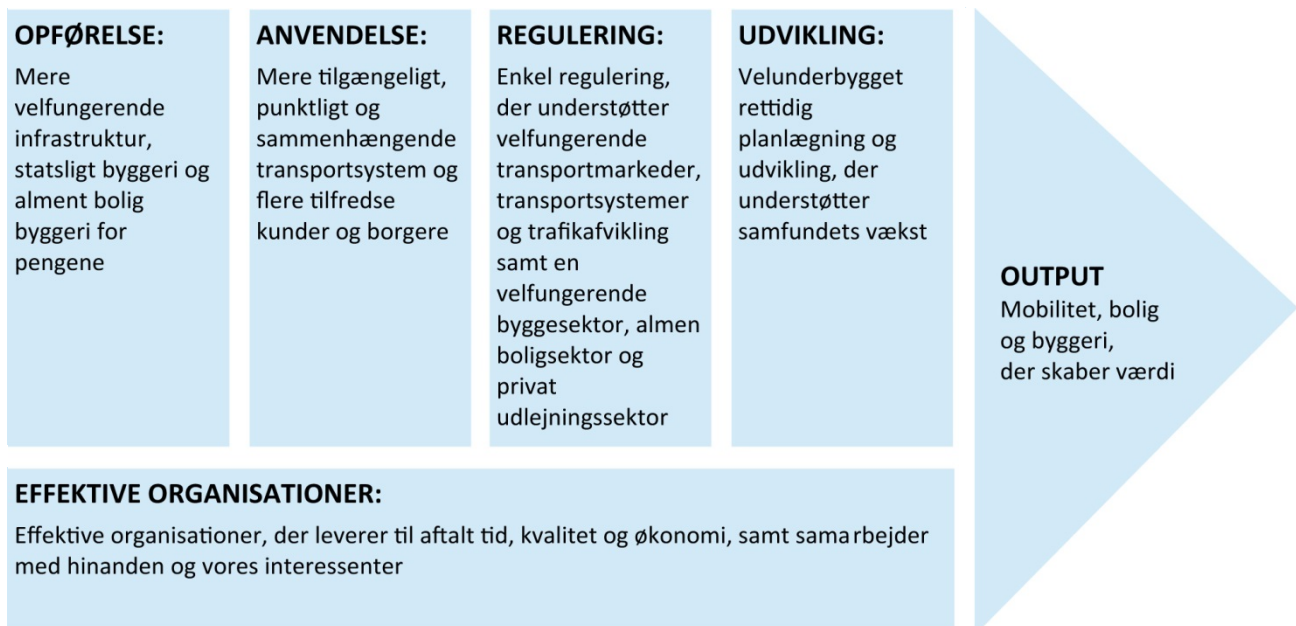 OPFØRELSE:
Mere
velfungerende
infrastruktur,
statsligt byggeri og
alment bolig
byggeri for
pengene
ANVENDELSE:
Mere tilgængeligt,
punktligt og
sammenhængende
transportsystem og
flere tilfredse
kunder og borgere
REGULERING:
Enkel regulering,
der understøtter
velfungerende
transportmarkeder,
transportsystemer
og trafikafvikling
samt en
velfungerende
byggesektor, almen
boligsektor og
privat
udlejningssektor
UDVIKLING:
Velunderbygget
rettidig
planlægning og
udvikling, der
understøtter
samfundets vækst
OUTPUT
Mobilitet, bolig
og byggeri,
der skaber værdi
EFFEKTIVE ORGANISATIONER:
Effektive organisationer, der leverer til aftalt tid, kvalitet og økonomi, samt samarbejder
med hinanden og vores interessenter